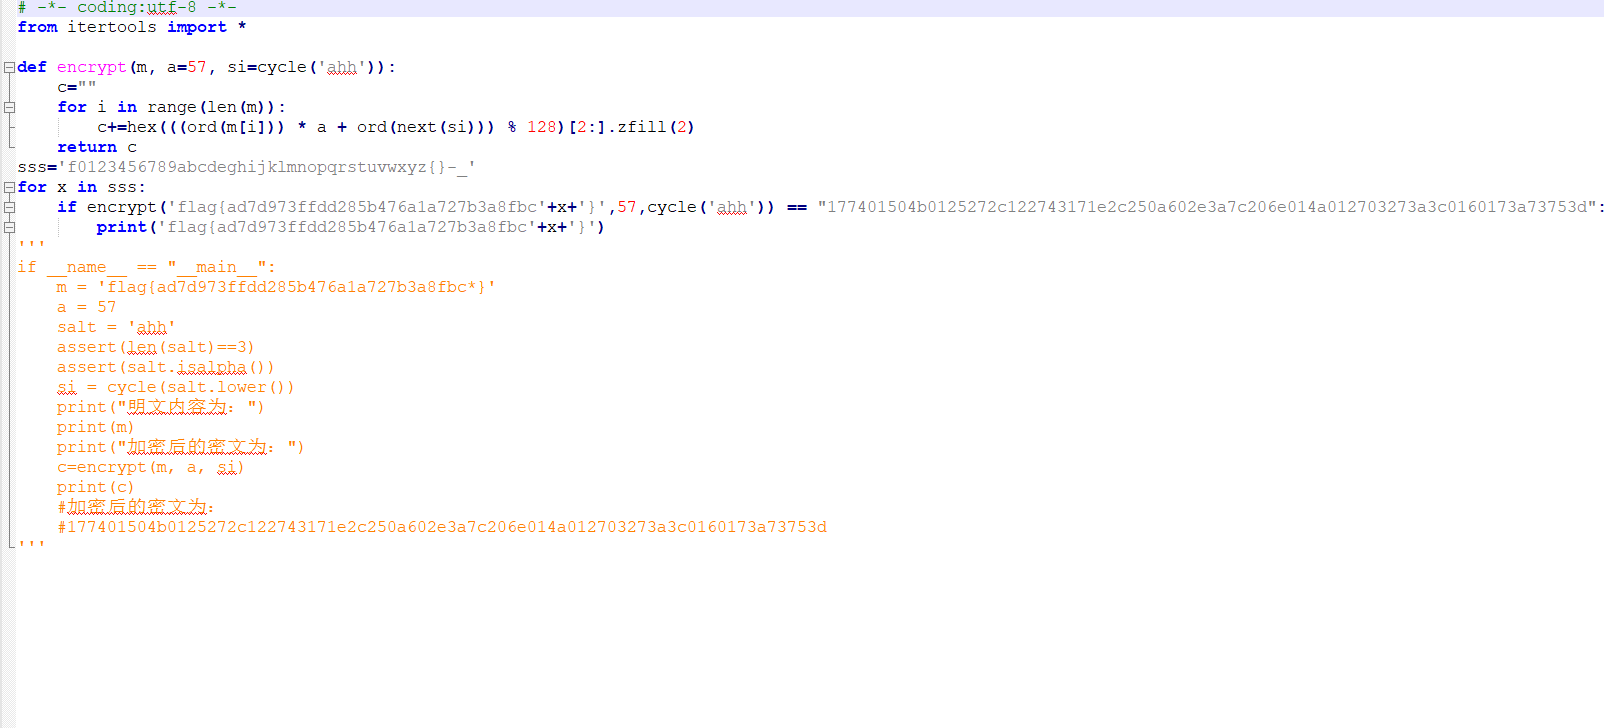 # -*- coding:utf-8 -*-
from itertools import *
def encrypt(m, a=57, si=cycle('ahh')):
    c=""
    for i in range(len(m)):
        c+=hex(((ord(m[i])) * a + ord(next(si))) % 128)[2:].zfill(2)
    return c
sss='f0123456789abcdeghijklmnopqrstuvwxyz{}-_'
for x in sss:
    if encrypt('flag{ad7d973ffdd285b476a1a727b3a8fbc'+x+'}',57,cycle('ahh')) == "177401504b0125272c122743171e2c250a602e3a7c206e014a012703273a3c0160173a73753d":
        print('flag{ad7d973ffdd285b476a1a727b3a8fbc'+x+'}')
'''
if __name__ == "__main__":
    m = 'flag{ad7d973ffdd285b476a1a727b3a8fbc*}'
    a = 57
    salt = 'ahh'
    assert(len(salt)==3)
    assert(salt.isalpha())
    si = cycle(salt.lower())
    print("明文内容为：")
    print(m)
    print("加密后的密文为：")
    c=encrypt(m, a, si)
    print(c)
    #加密后的密文为：
    #177401504b0125272c122743171e2c250a602e3a7c206e014a012703273a3c0160173a73753d
'''